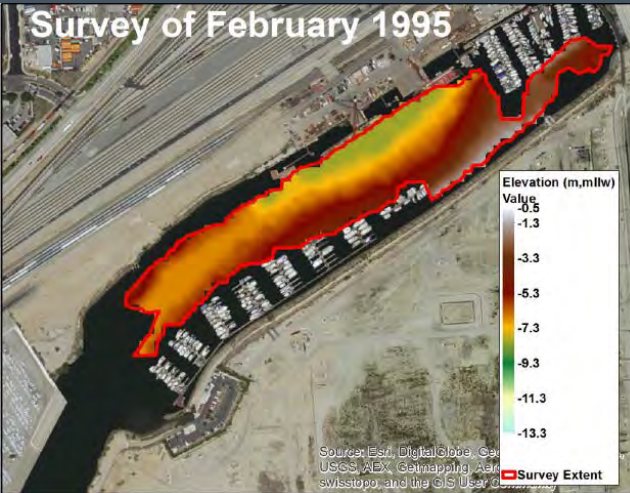 Survey of February 1995
Elevation (m,mllw)
Value
-0.5
-1.3
-3.3
-5.3
-7.3
-9.3
-11.3
-13.3
Survey Extent
Source: Esri, DigitalGlobe,
USGS, AEX, Getmapping,
swisstopo, and the GIS User Community